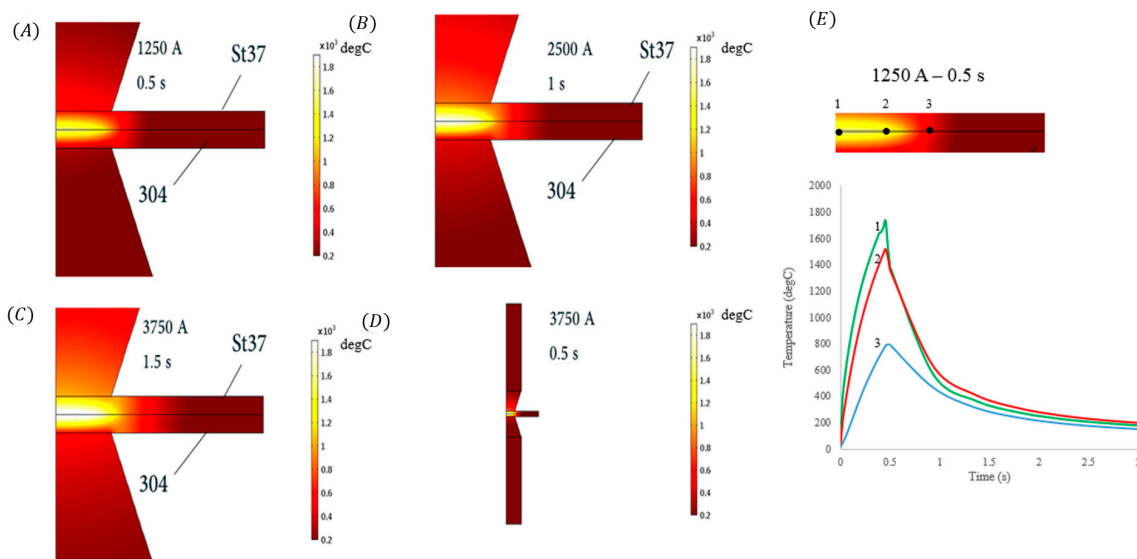 (A)
1250 A
0.5 s
St37
304
x10³ degC
1.8
1.6
1.4
1.2
1
0.8
0.6
0.4
0.2
(B)
2500 A
1 s
St37
304
x10³ degC
1.8
1.6
1.4
1.2
1
0.8
0.6
0.4
0.2
(C)
3750 A
1.5 s
St37
304
x10³ degC
1.8
1.6
1.4
1.2
1
0.8
0.6
0.4
0.2
(D)
3750 A
0.5 s
x10³ degC
1.8
1.6
1.4
1.2
1
0.8
0.6
0.4
0.2
(E)
1250 A – 0.5 s
1 2 3
2000
1800
1600
1400
1200
1000
800
600
400
200
0
Temperature (degC)
1
2
3
0 0.5 1 1.5 2 2.5
Time (s)